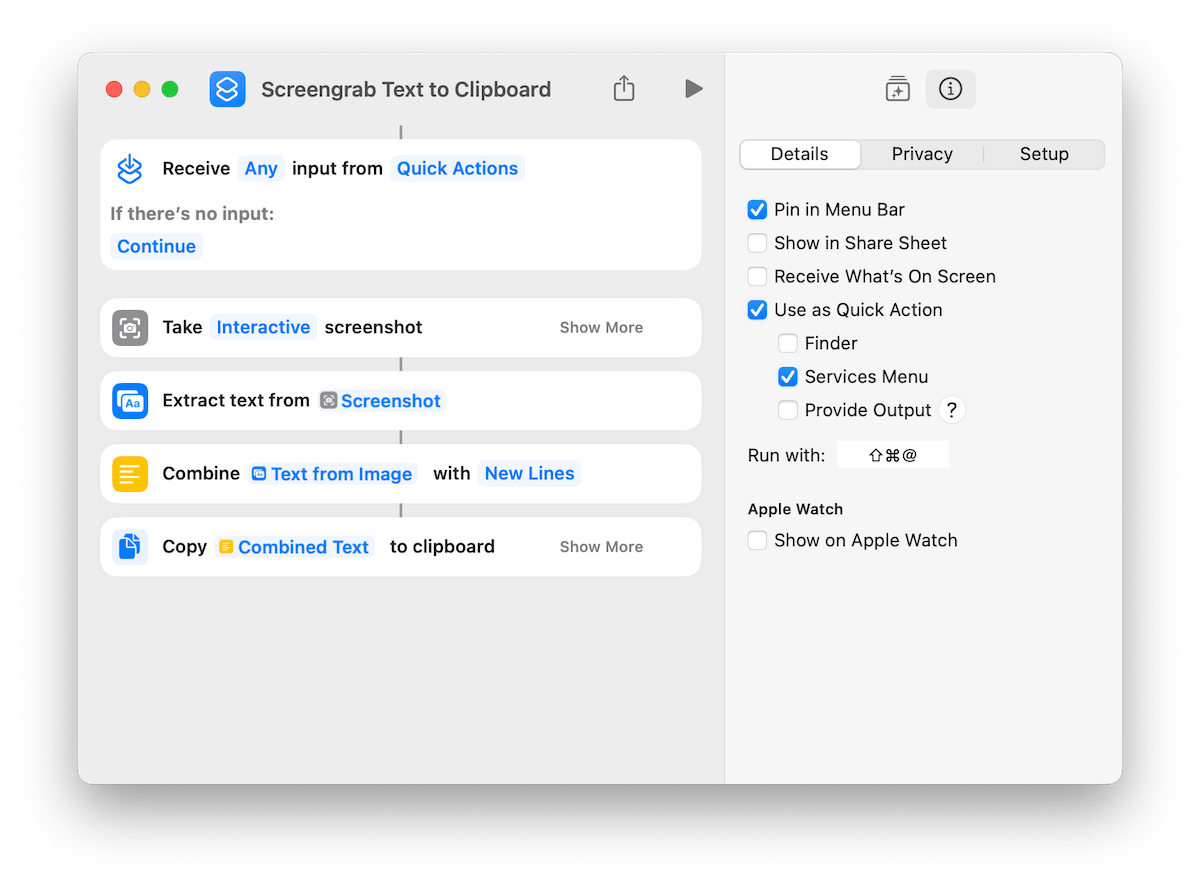 Screengrab Text to Clipboard
Receive Any input from Quick Actions
If there’s no input:
Continue
Take Interactive screenshot Show More
Extract text from Screenshot
Aa
Combine Text from Image with New Lines
Copy Combined Text to clipboard Show More
Details Privacy Setup
Pin in Menu Bar
Show in Share Sheet
Receive What’s On Screen
Use as Quick Action
Finder
Services Menu
Provide Output ?
Run with: ⇧⌘@
Apple Watch
Show on Apple Watch